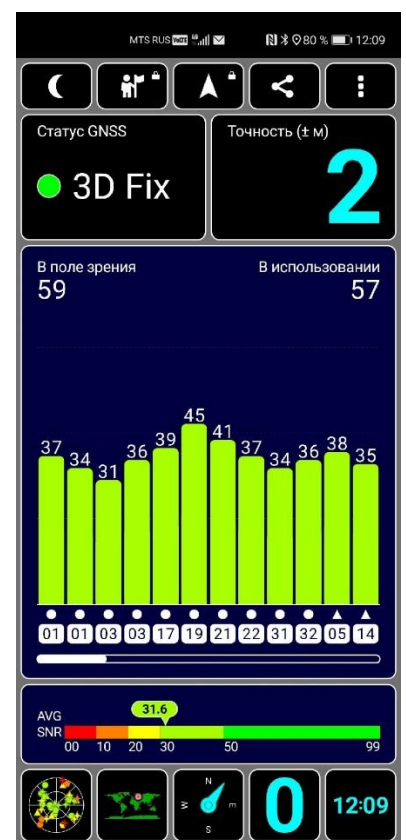 MTS RUS VoLTE 4G 80 % 12:09
Статус GNSS
Точность (± м)
3D Fix
2
В поле зрения
В использовании
59
57
37 34 31 36 39 45 41 37 34 36 38 35
01 01 03 03 17 19 21 22 31 32 05 14
AVG
SNR
31.6
00 10 20 30 50 99
N
W E
S
0
12:09